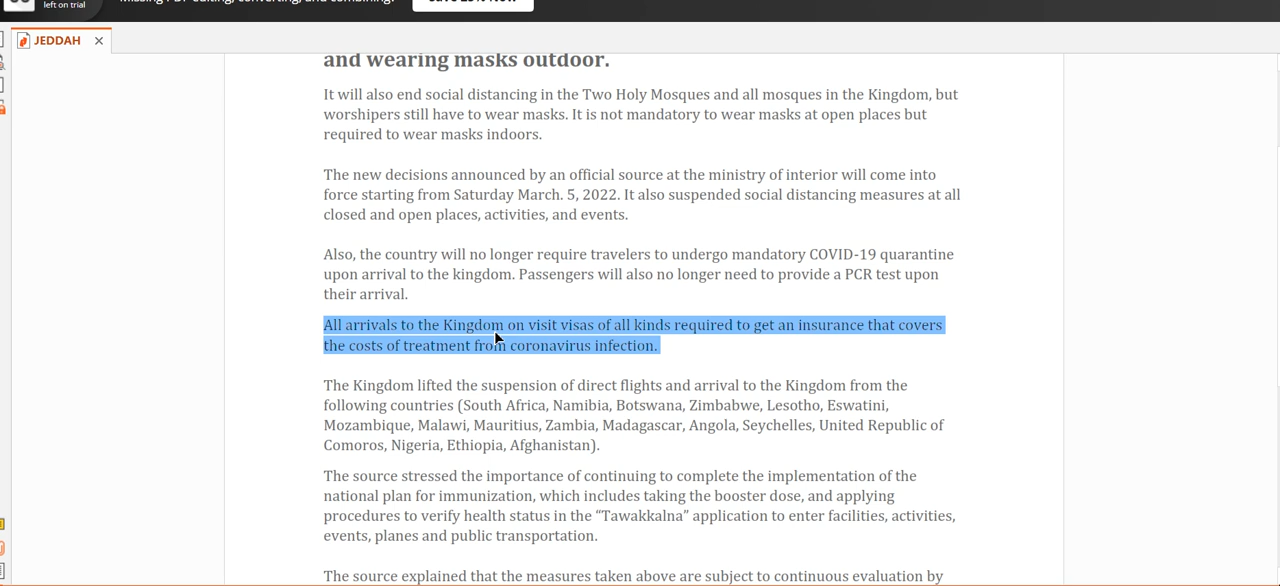 left on trial
JEDDAH
and wearing masks outdoor.
It will also end social distancing in the Two Holy Mosques and all mosques in the Kingdom, but
worshipers still have to wear masks. It is not mandatory to wear masks at open places but
required to wear masks indoors.
The new decisions announced by an official source at the ministry of interior will come into
force starting from Saturday March. 5, 2022. It also suspended social distancing measures at all
closed and open places, activities, and events.
Also, the country will no longer require travelers to undergo mandatory COVID-19 quarantine
upon arrival to the kingdom. Passengers will also no longer need to provide a PCR test upon
their arrival.
All arrivals to the Kingdom on visit visas of all kinds required to get an insurance that covers
the costs of treatment from coronavirus infection.
The Kingdom lifted the suspension of direct flights and arrival to the Kingdom from the
following countries (South Africa, Namibia, Botswana, Zimbabwe, Lesotho, Eswatini,
Mozambique, Malawi, Mauritius, Zambia, Madagascar, Angola, Seychelles, United Republic of
Comoros, Nigeria, Ethiopia, Afghanistan).
The source stressed the importance of continuing to complete the implementation of the
national plan for immunization, which includes taking the booster dose, and applying
procedures to verify health status in the “Tawakkalna” application to enter facilities, activities,
events, planes and public transportation.
The source explained that the measures taken above are subject to continuous evaluation by